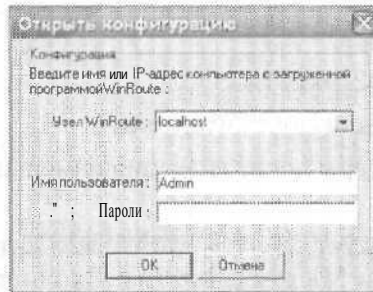 Открыть конфигурацию
Конфигурация
Введите имя или IP-адрес компьютера с загруженной
программойWinRoute :
Узел WinRoute : localhost
Имя пользователя : Admin
." ; Пароли :
OK Отмена